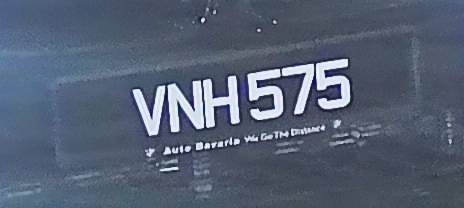 VNH 575
Auto Bavaria We Go The Distance